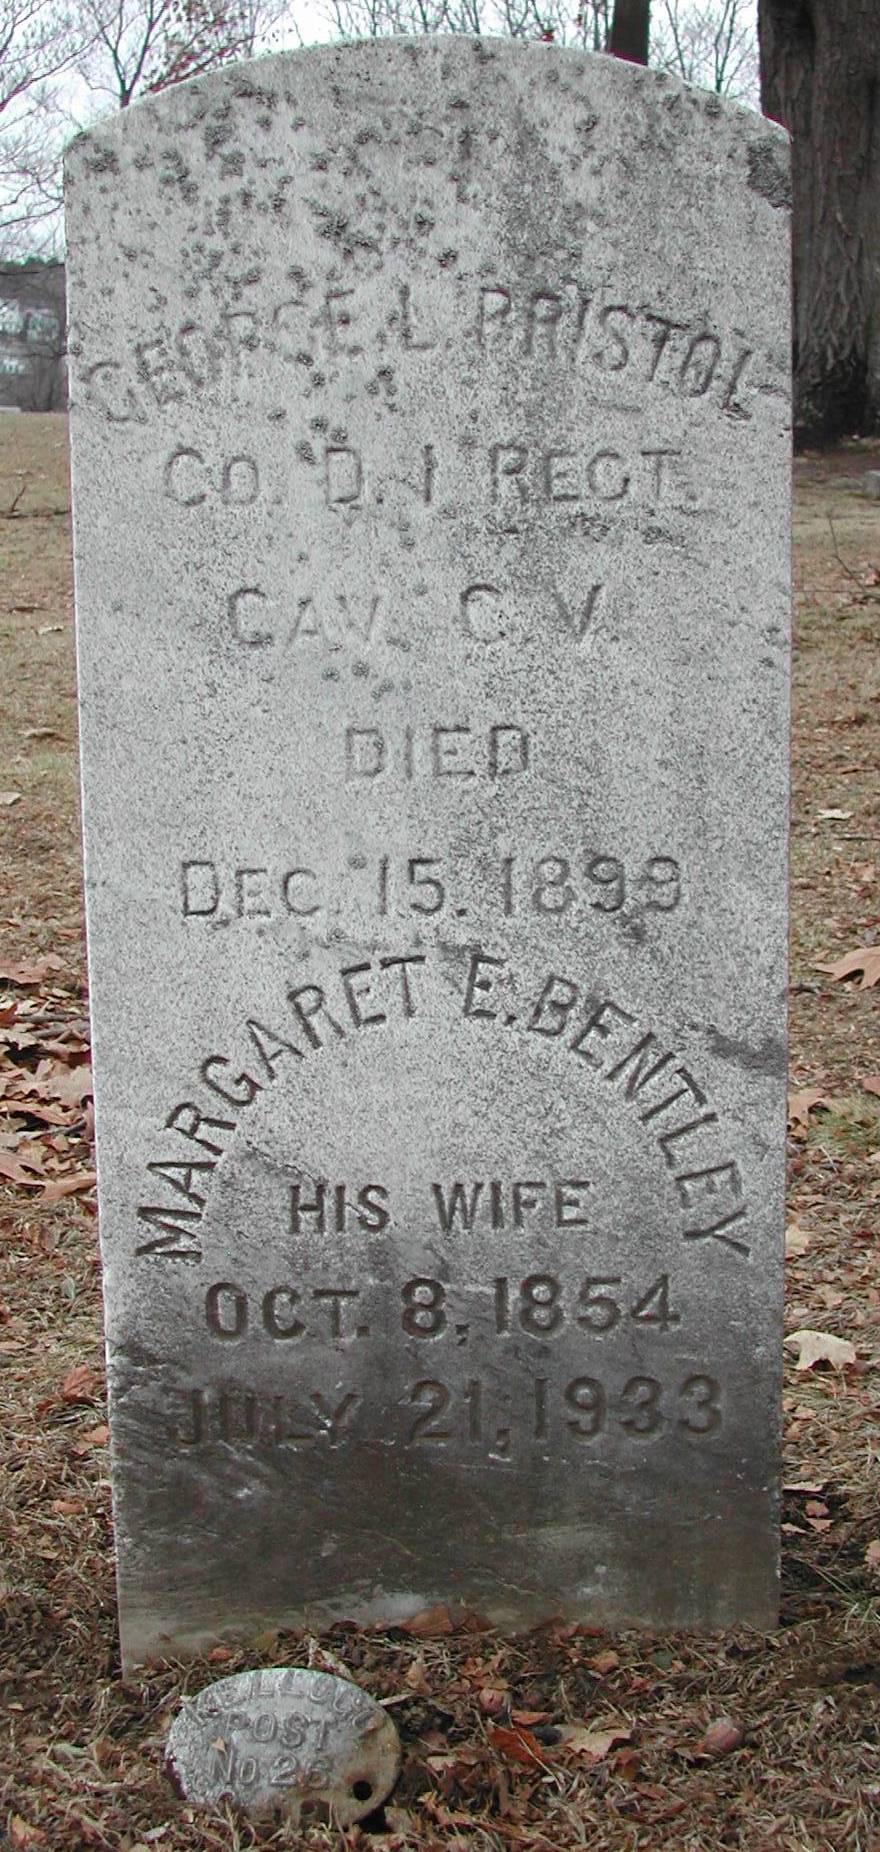 GEORGE L. BRISTOL
CO. D. 1 REGT.
CAV. C.V.
DIED
DEC. 15. 1899
MARGARET E. BENTLEY
HIS WIFE
OCT. 8, 1854
JULY 21, 1933
KELLOGG
POST
No 26